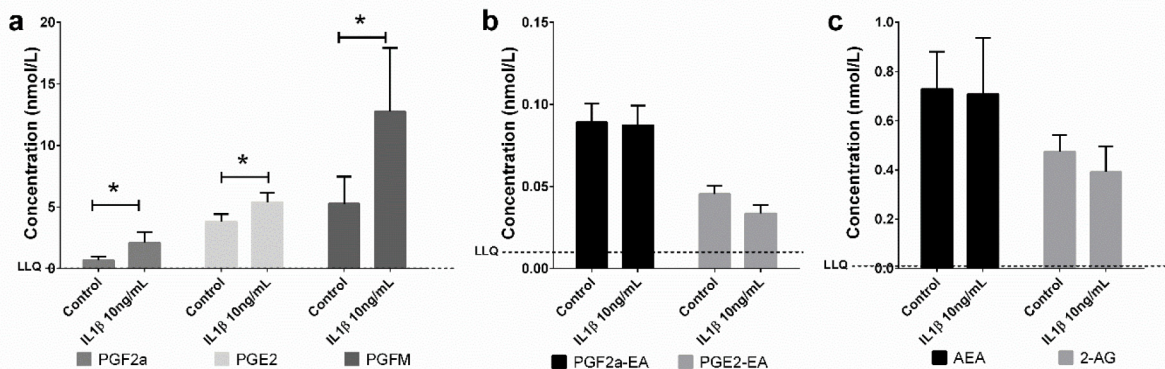 a
Concentration (nmol/L)
20
15
10
5
0
LLQ
*
*
*
Control
IL1β 10ng/mL
Control
IL1β 10ng/mL
Control
IL1β 10ng/mL
PGF2a
PGE2
PGFM
b
Concentration (nmol/L)
0.15
0.10
0.05
0.00
LLQ
Control
IL1β 10ng/mL
Control
IL1β 10ng/mL
PGF2a-EA
PGE2-EA
c
Concentration (nmol/L)
1.0
0.8
0.6
0.4
0.2
0.0
LLQ
Control
IL1β 10ng/mL
Control
IL1β 10ng/mL
AEA
2-AG